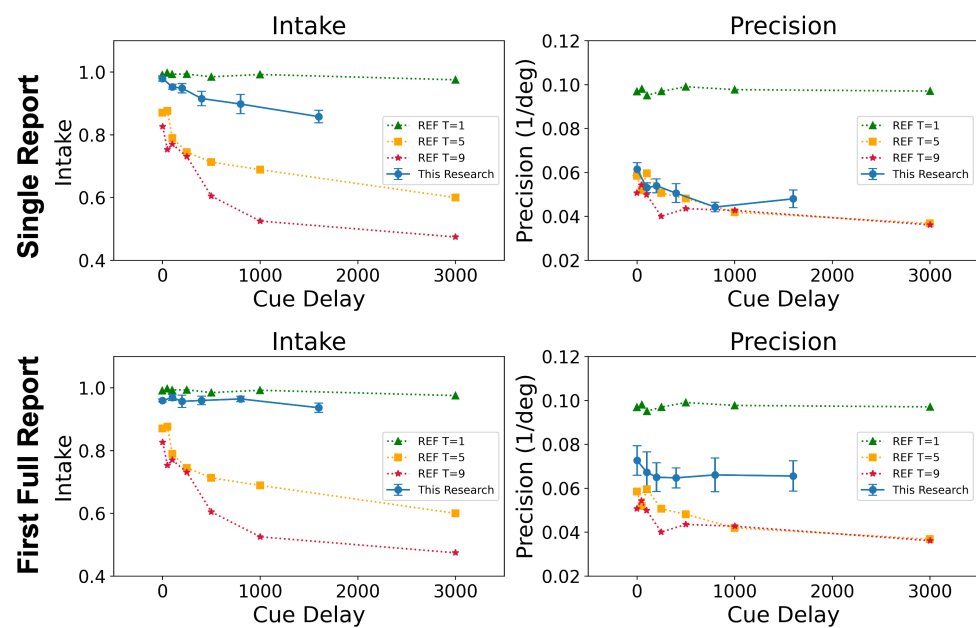 Single Report
Intake
Intake
1.0
0.8
0.6
0.4
REF T=1
REF T=5
REF T=9
This Research
0
1000
2000
3000
Cue Delay
Precision
Precision (1/deg)
0.12
0.10
0.08
0.06
0.04
0.02
REF T=1
REF T=5
REF T=9
This Research
0
1000
2000
3000
Cue Delay
First Full Report
Intake
Intake
1.0
0.8
0.6
0.4
REF T=1
REF T=5
REF T=9
This Research
0
1000
2000
3000
Cue Delay
Precision
Precision (1/deg)
0.12
0.10
0.08
0.06
0.04
0.02
REF T=1
REF T=5
REF T=9
This Research
0
1000
2000
3000
Cue Delay